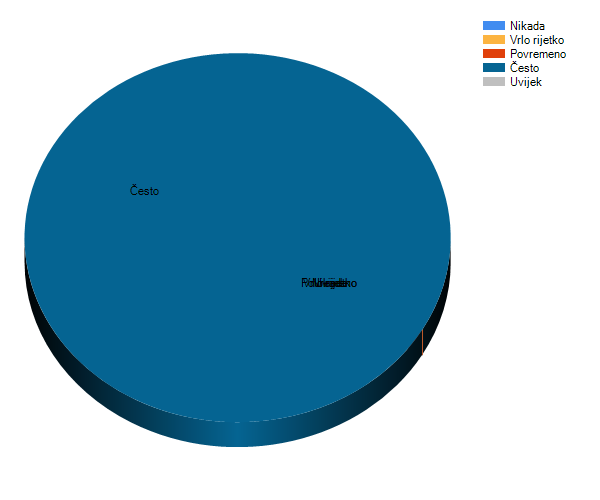 Nikada
Vrlo rijetko
Povremeno
Često
Uvijek
Često